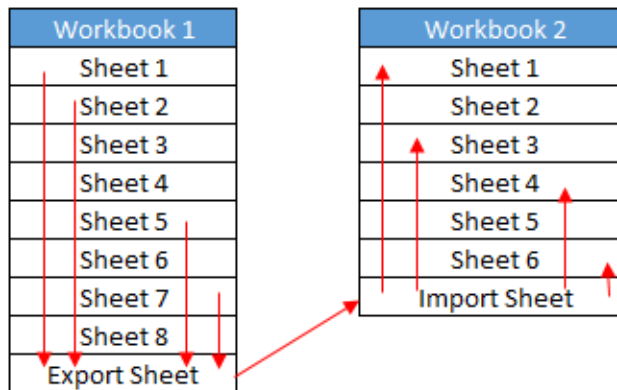 Workbook 1
Sheet 1
Sheet 2
Sheet 3
Sheet 4
Sheet 5
Sheet 6
Sheet 7
Sheet 8
Export Sheet
Workbook 2
Sheet 1
Sheet 2
Sheet 3
Sheet 4
Sheet 5
Sheet 6
Import Sheet